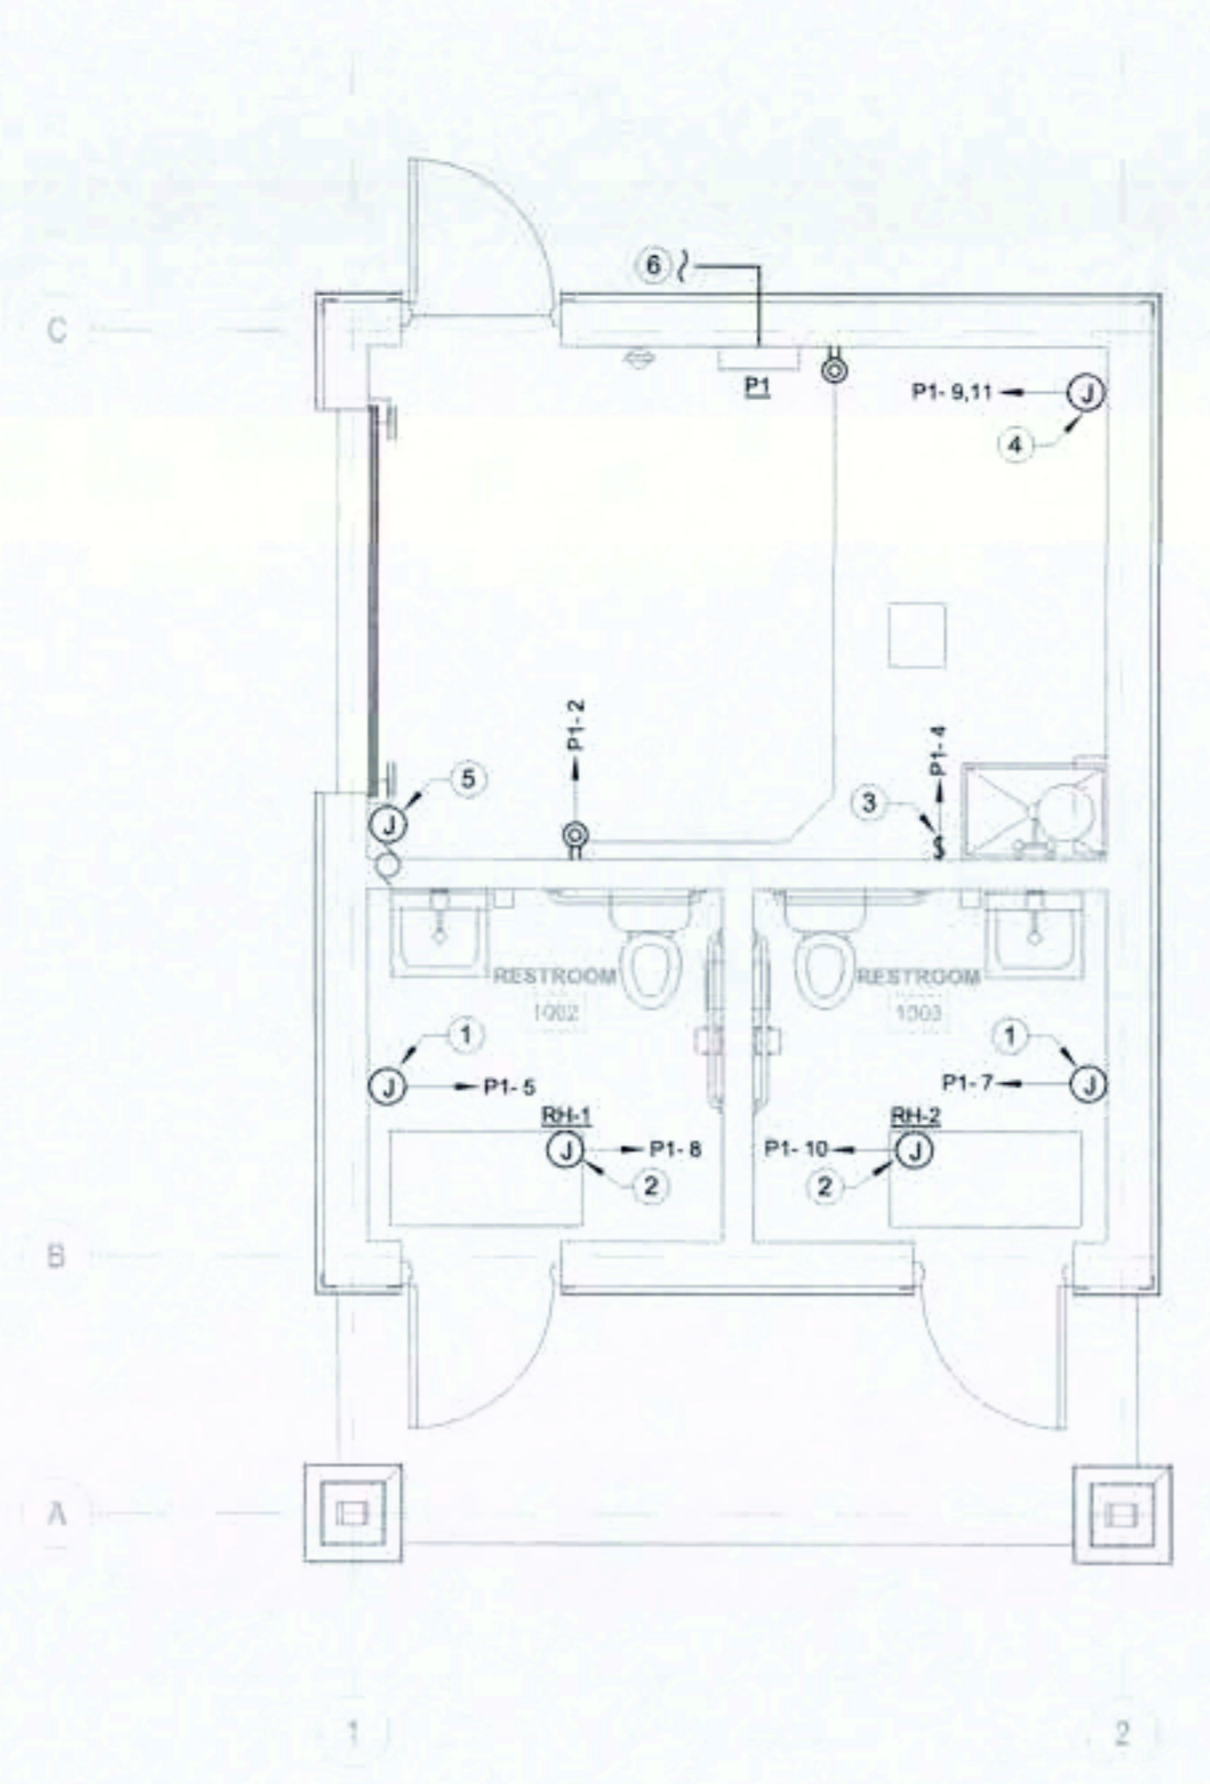 6
C
P1
P1- 9,11
J
4
P1- 2
P1- 4
5
3
J
$
RESTROOM
1002
RESTROOM
1003
1
1
J
P1- 5
P1- 7
J
RH-1
RH-2
J
P1- 8
P1- 10
J
2
2
B
A
1
2